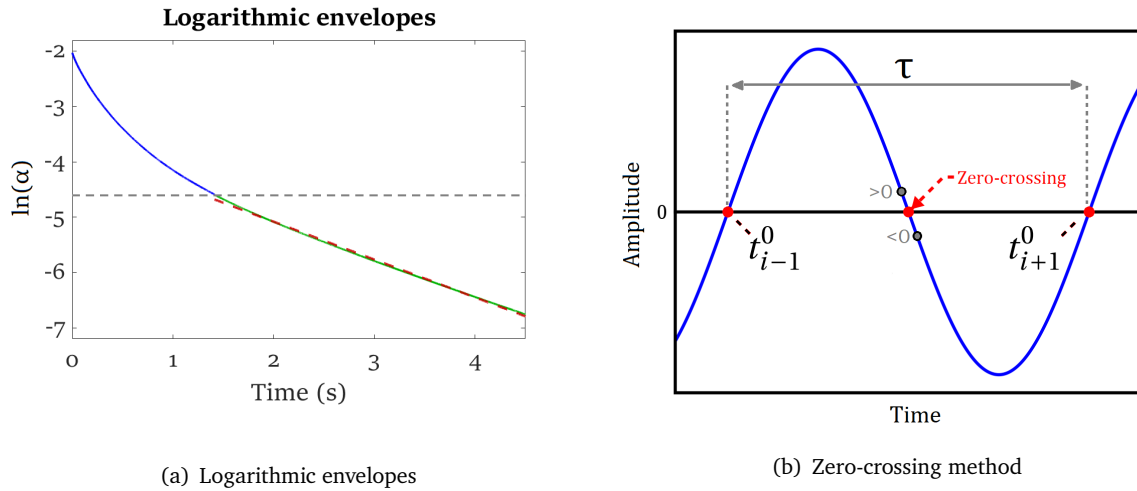 Logarithmic envelopes
-2
-3
-4
-5
-6
-7
ln(α)
0
1
2
3
4
Time (s)
(a) Logarithmic envelopes
τ
>0
Zero-crossing
0
<0
Amplitude
t⁰ᵢ₋₁
t⁰ᵢ₊₁
Time
(b) Zero-crossing method